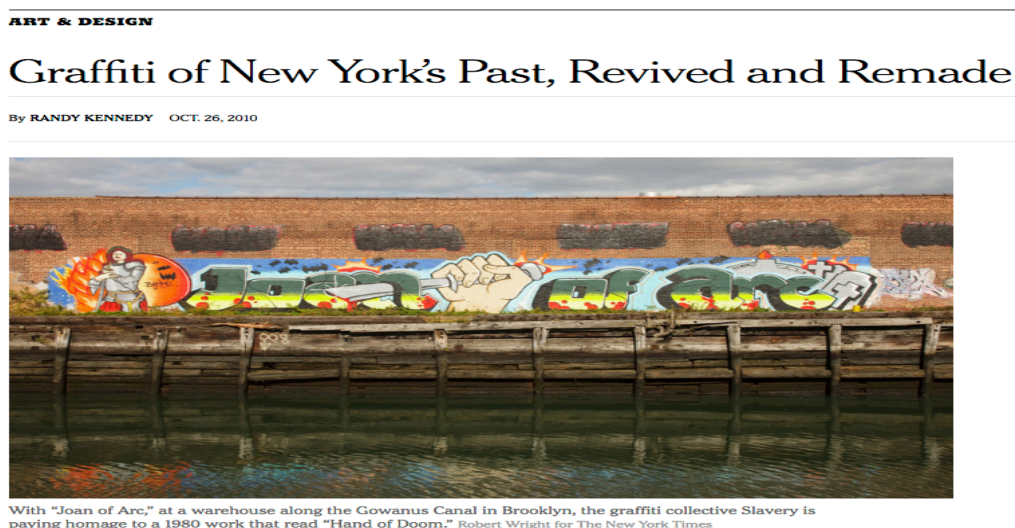 ART & DESIGN
Graffiti of New York's Past, Revived and Remade
By RANDY KENNEDY OCT. 26, 2010
Joan of Arc
With “Joan of Arc,” at a warehouse along the Gowanus Canal in Brooklyn, the graffiti collective Slavery is
paying homage to a 1980 work that read “Hand of Doom.” Robert Wright for The New York Times